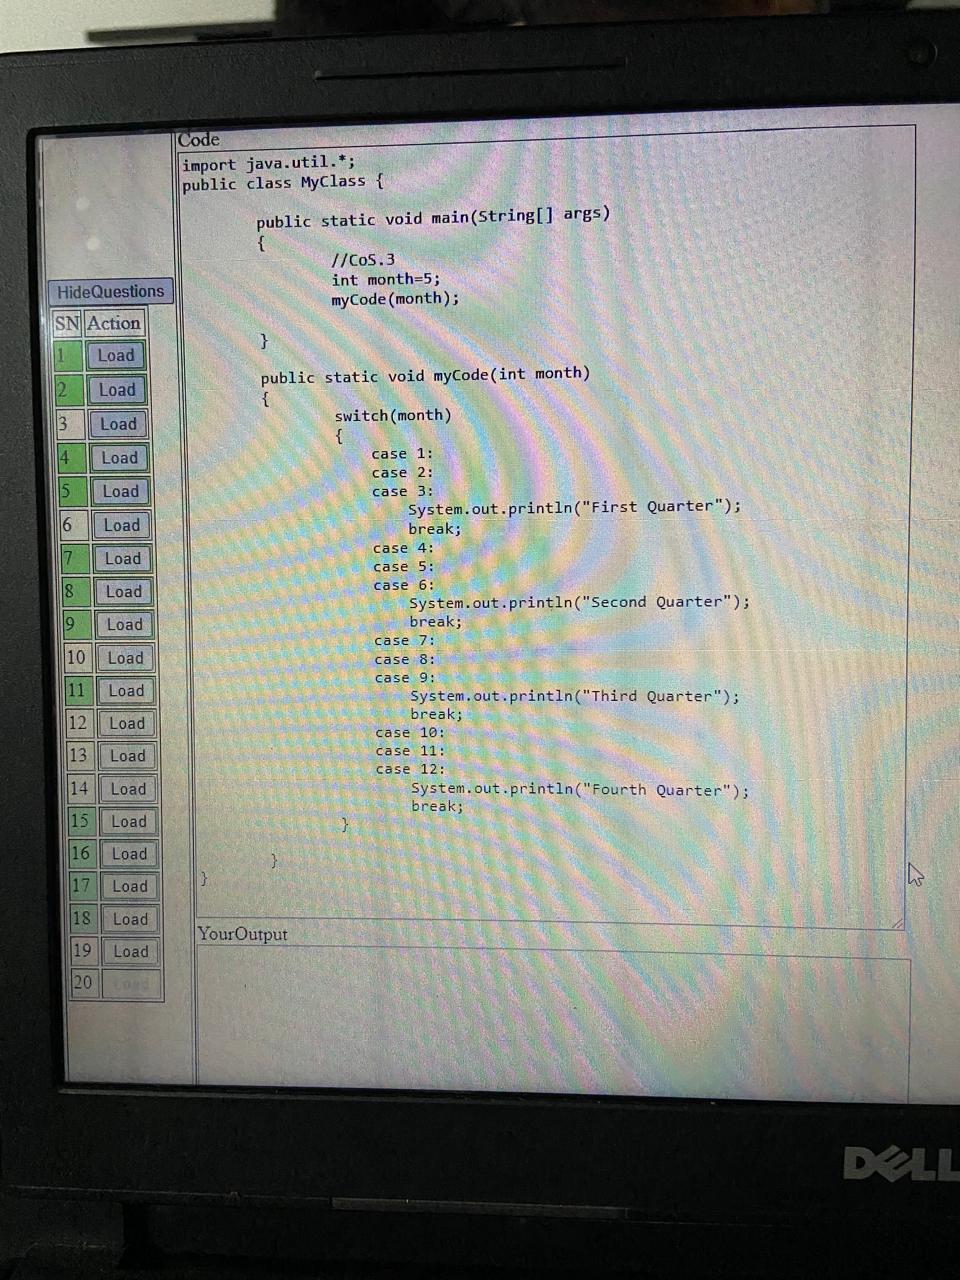 Code
import java.util.*;
public class MyClass {
public static void main(String[] args)
{
//CoS.3
int month=5;
myCode(month);
}
public static void myCode(int month)
{
switch(month)
{
case 1:
case 2:
case 3:
System.out.println("First Quarter");
break;
case 4:
case 5:
case 6:
System.out.println("Second Quarter");
break;
case 7:
case 8:
case 9:
System.out.println("Third Quarter");
break;
case 10:
case 11:
case 12:
System.out.println("Fourth Quarter");
break;
}
}
}
YourOutput
HideQuestions
SN Action
1 Load
2 Load
3 Load
4 Load
5 Load
6 Load
7 Load
8 Load
9 Load
10 Load
11 Load
12 Load
13 Load
14 Load
15 Load
16 Load
17 Load
18 Load
19 Load
20 Load
DELL